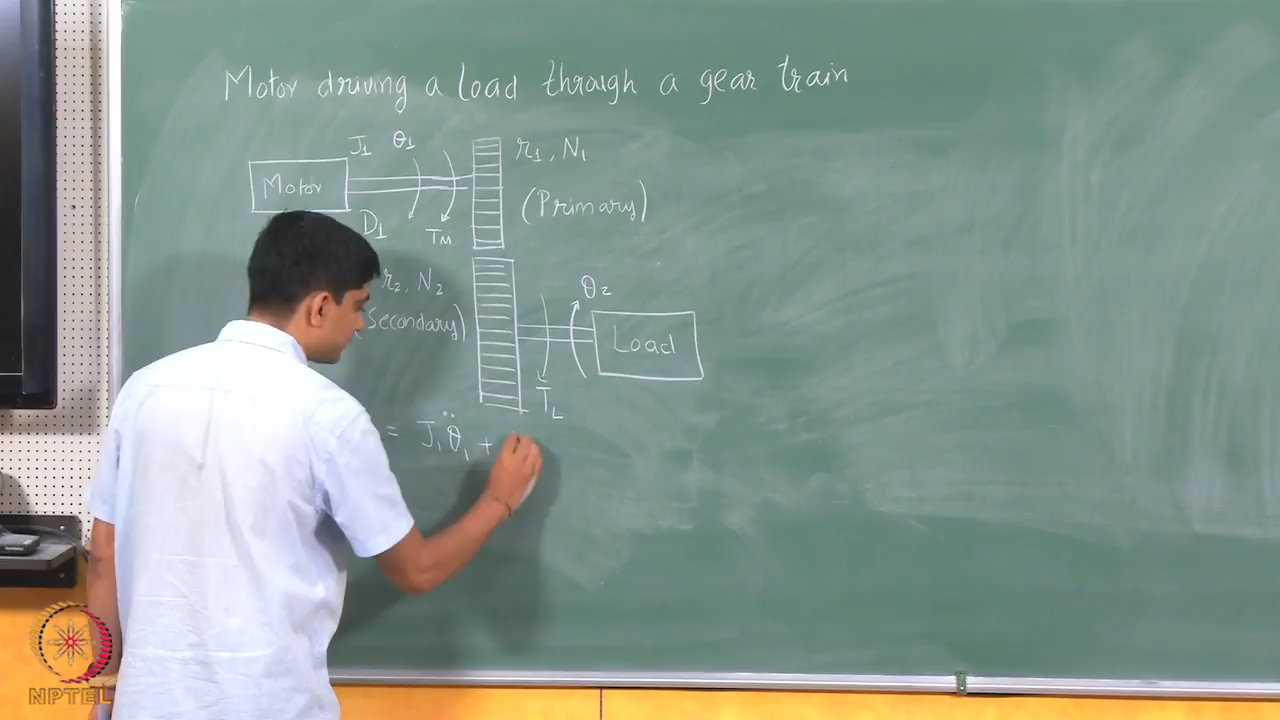 Motor driving a load through a gear train
J1 θ1
r1, N1
Motor
(Primary)
D1
TM
r2, N2
θ2
Secondary)
Load
TL
= J1θ̈1 +
NPTEL